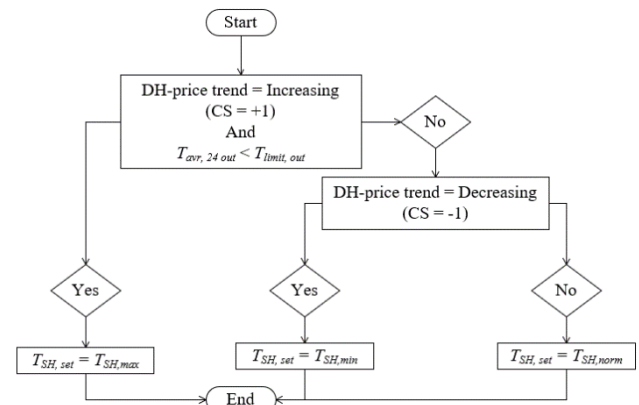 Start
DH-price trend = Increasing
(CS = +1)
And
T_avr, 24 out < T_limit, out
No
DH-price trend = Decreasing
(CS = -1)
Yes
Yes
No
T_SH, set = T_SH,max
T_SH, set = T_SH,min
T_SH, set = T_SH,norm
End